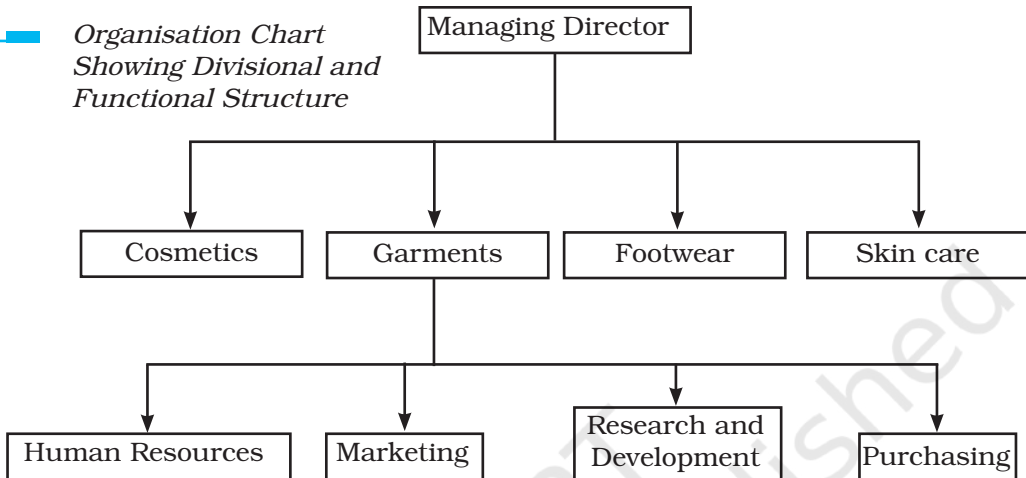 Organisation Chart
Showing Divisional and
Functional Structure
Managing Director
Cosmetics
Garments
Footwear
Skin care
Human Resources
Marketing
Research and
Development
Purchasing